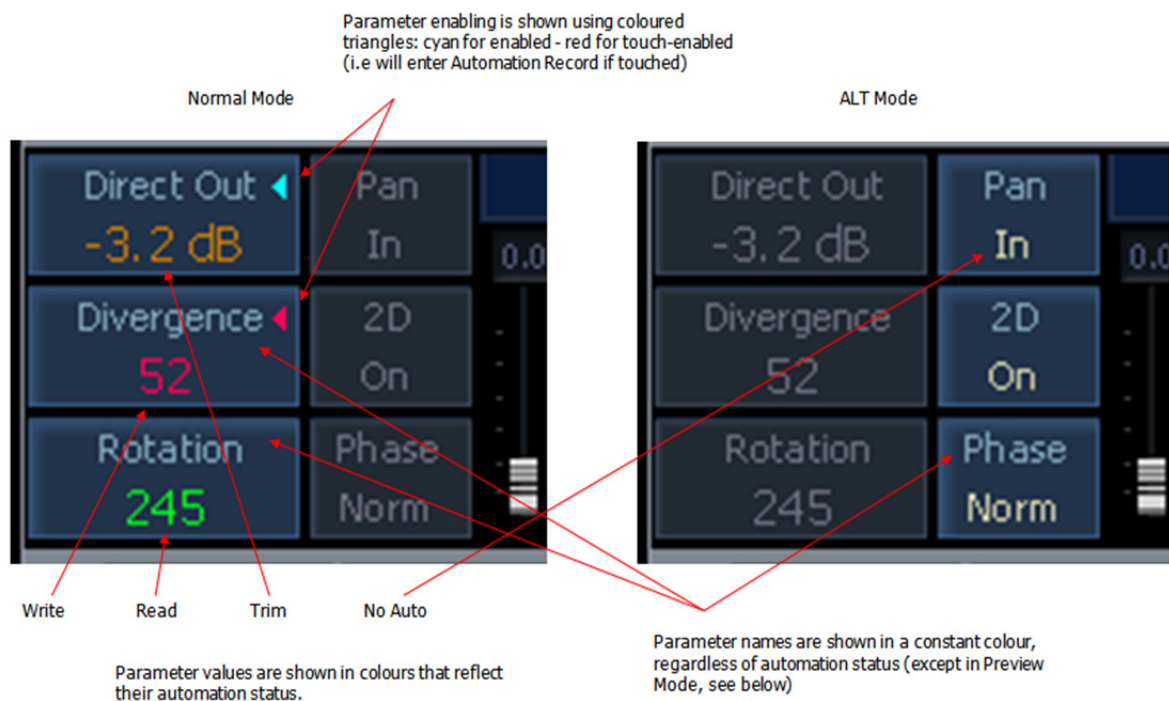 Parameter enabling is shown using coloured
triangles: cyan for enabled - red for touch-enabled
(i.e will enter Automation Record if touched)
Normal Mode
ALT Mode
Direct Out
Pan
-3.2 dB
In
0.0
Divergence
2D
52
On
Rotation
Phase
245
Norm
Direct Out
Pan
-3.2 dB
In
0.0
Divergence
2D
52
On
Rotation
Phase
245
Norm
Write
Read
Trim
No Auto
Parameter values are shown in colours that reflect
their automation status.
Parameter names are shown in a constant colour,
regardless of automation status (except in Preview
Mode, see below)